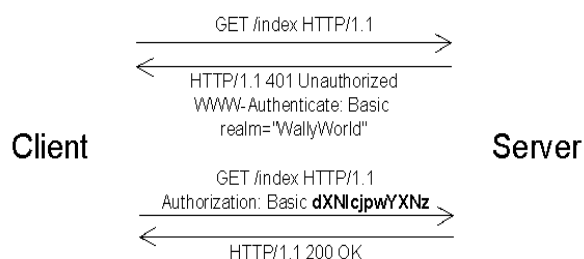 GET /index HTTP/1.1
HTTP/1.1 401 Unauthorized
WWW-Authenticate: Basic
realm="WallyWorld"
Client
Server
GET /index HTTP/1.1
Authorization: Basic dXNlcjpwYXNz
HTTP/1.1 200 OK